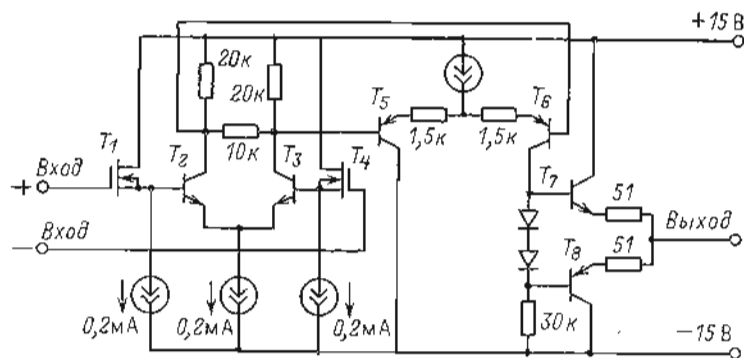 +15 В
20к
20к
T5
T6
1,5к
1,5к
T1
10к
T2
T3
T4
T7
+
Вход
51
Выход
−
Вход
T8
51
0,2мА
0,2мА
0,2мА
30к
−15 В